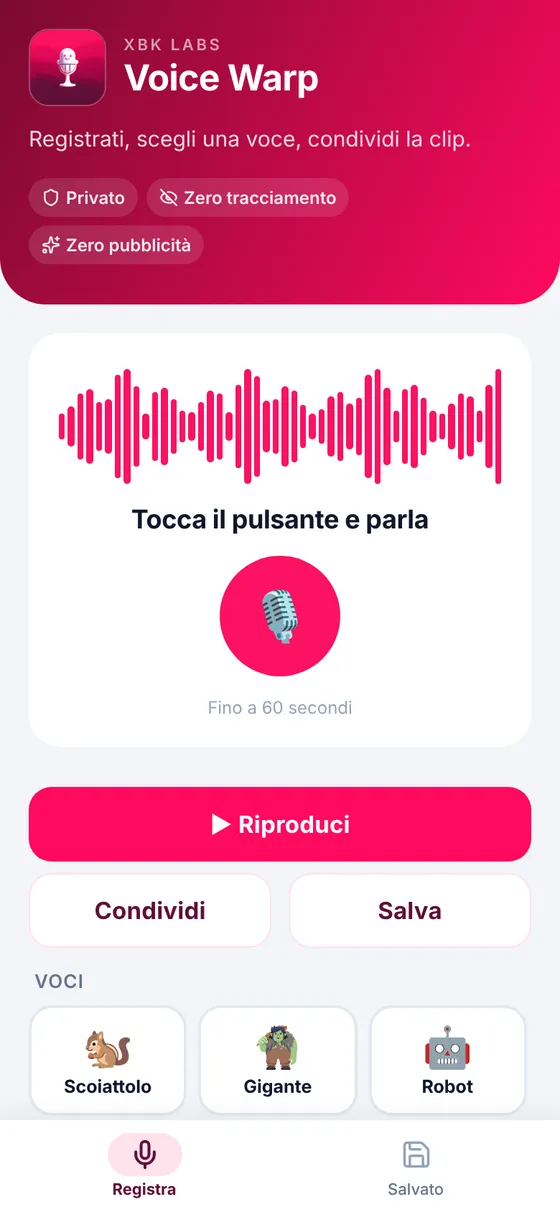 XBK LABS
Voice Warp
Registrati, scegli una voce, condividi la clip.
Privato
Zero tracciamento
Zero pubblicità
Tocca il pulsante e parla
Fino a 60 secondi
▶ Riproduci
Condividi
Salva
VOCI
Scoiattolo
Gigante
Robot
Registra
Salvato